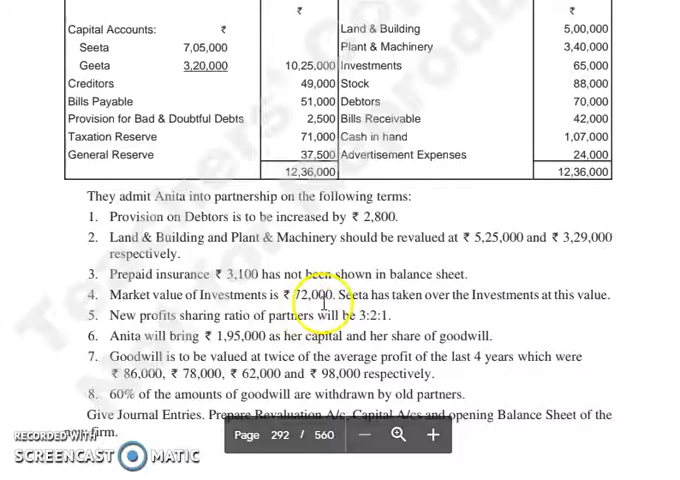 ₹ ₹
Capital Accounts: ₹ Land & Building 5,00,000
Seeta 7,05,000 Plant & Machinery 3,40,000
Geeta 3,20,000 10,25,000 Investments 65,000
Creditors 49,000 Stock 88,000
Bills Payable 51,000 Debtors 70,000
Provision for Bad & Doubtful Debts 2,500 Bills Receivable 42,000
Taxation Reserve 71,000 Cash in hand 1,07,000
General Reserve 37,500 Advertisement Expenses 24,000
12,36,000 12,36,000
They admit Anita into partnership on the following terms:
1. Provision on Debtors is to be increased by ₹ 2,800.
2. Land & Building and Plant & Machinery should be revalued at ₹ 5,25,000 and ₹ 3,29,000
respectively.
3. Prepaid insurance ₹ 3,100 has not been shown in balance sheet.
4. Market value of Investments is ₹ 72,000. Seeta has taken over the Investments at this value.
5. New profits sharing ratio of partners will be 3:2:1.
6. Anita will bring ₹ 1,95,000 as her capital and her share of goodwill.
7. Goodwill is to be valued at twice of the average profit of the last 4 years which were
₹ 86,000, ₹ 78,000, ₹ 62,000 and ₹ 98,000 respectively.
8. 60% of the amounts of goodwill are withdrawn by old partners.
Give Journal Entries. Prepare Revaluation A/c, Capital A/cs and opening Balance Sheet of the
firm.
Page 292 / 560
RECORDED WITH
SCREENCAST MATIC